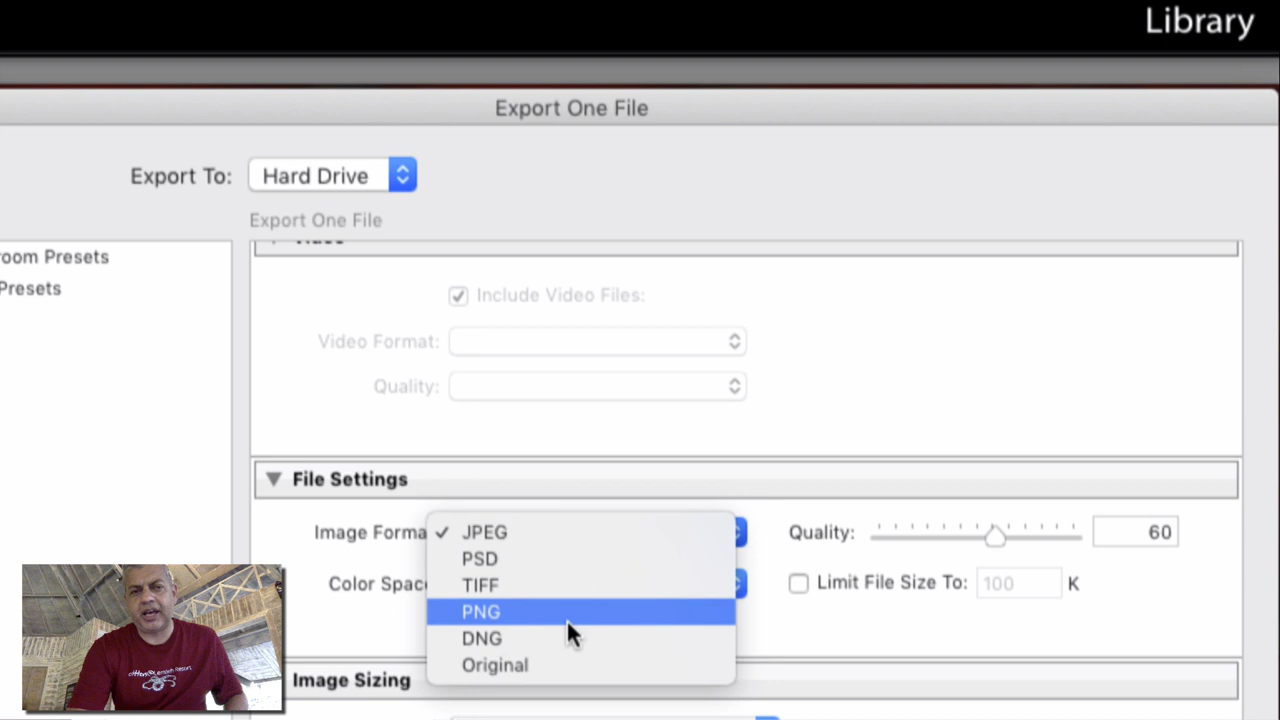 Library
Export One File
Export To: Hard Drive
Export One File
room Presets
Presets
Video
Include Video Files:
Video Format:
Quality:
File Settings
Image Forma JPEG Quality: 60
PSD
TIFF
Color Spac Limit File Size To: 100 K
PNG
DNG
Original
Image Sizing